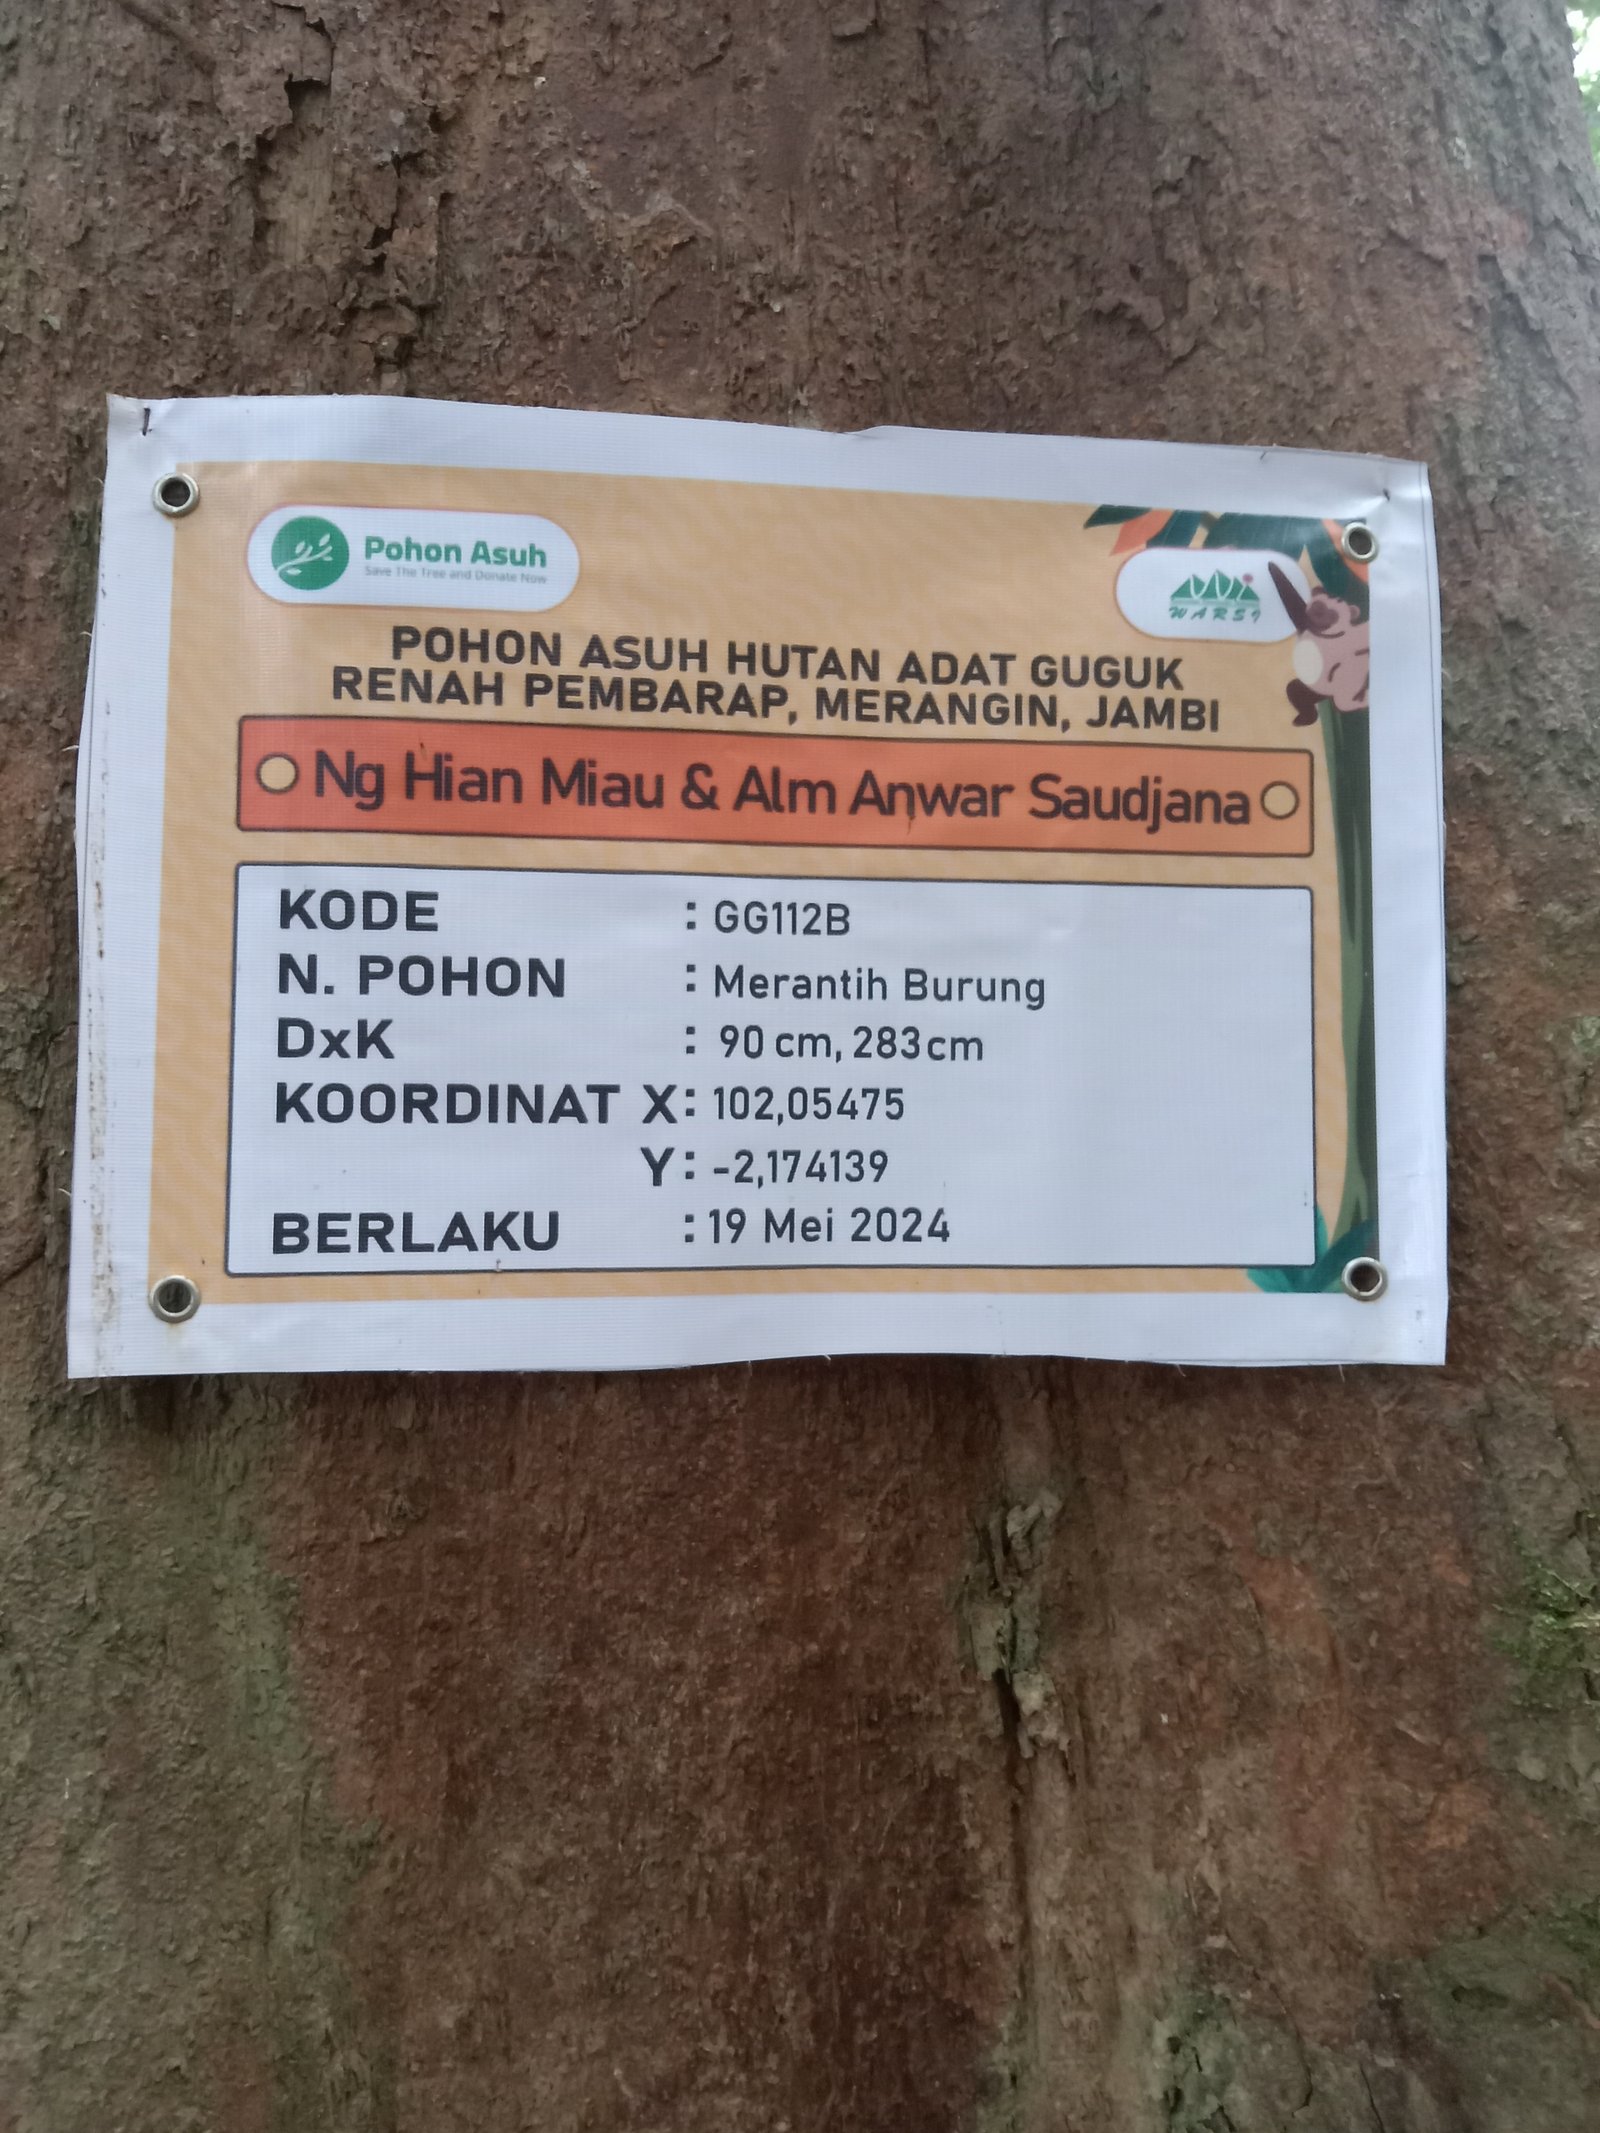 Pohon Asuh
Save The Tree and Donate Now
WARSI
POHON ASUH HUTAN ADAT GUGUK
RENAH PEMBARAP, MERANGIN, JAMBI
Ng Hian Miau & Alm Anwar Saudjana
KODE : GG112B
N. POHON : Merantih Burung
DxK : 90 cm, 283cm
KOORDINAT X: 102,05475
Y: -2,174139
BERLAKU : 19 Mei 2024